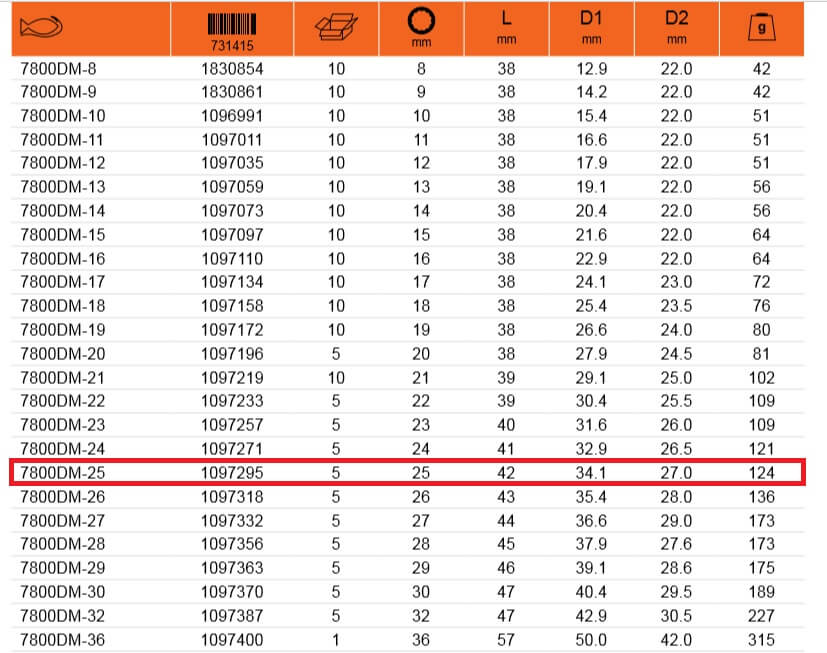 731415 mm L mm D1 mm D2 mm g
7800DM-8 1830854 10 8 38 12.9 22.0 42
7800DM-9 1830861 10 9 38 14.2 22.0 42
7800DM-10 1096991 10 10 38 15.4 22.0 51
7800DM-11 1097011 10 11 38 16.6 22.0 51
7800DM-12 1097035 10 12 38 17.9 22.0 51
7800DM-13 1097059 10 13 38 19.1 22.0 56
7800DM-14 1097073 10 14 38 20.4 22.0 56
7800DM-15 1097097 10 15 38 21.6 22.0 64
7800DM-16 1097110 10 16 38 22.9 22.0 64
7800DM-17 1097134 10 17 38 24.1 23.0 72
7800DM-18 1097158 10 18 38 25.4 23.5 76
7800DM-19 1097172 10 19 38 26.6 24.0 80
7800DM-20 1097196 5 20 38 27.9 24.5 81
7800DM-21 1097219 10 21 39 29.1 25.0 102
7800DM-22 1097233 5 22 39 30.4 25.5 109
7800DM-23 1097257 5 23 40 31.6 26.0 109
7800DM-24 1097271 5 24 41 32.9 26.5 121
7800DM-25 1097295 5 25 42 34.1 27.0 124
7800DM-26 1097318 5 26 43 35.4 28.0 136
7800DM-27 1097332 5 27 44 36.6 29.0 173
7800DM-28 1097356 5 28 45 37.9 27.6 173
7800DM-29 1097363 5 29 46 39.1 28.6 175
7800DM-30 1097370 5 30 47 40.4 29.5 189
7800DM-32 1097387 5 32 47 42.9 30.5 227
7800DM-36 1097400 1 36 57 50.0 42.0 315